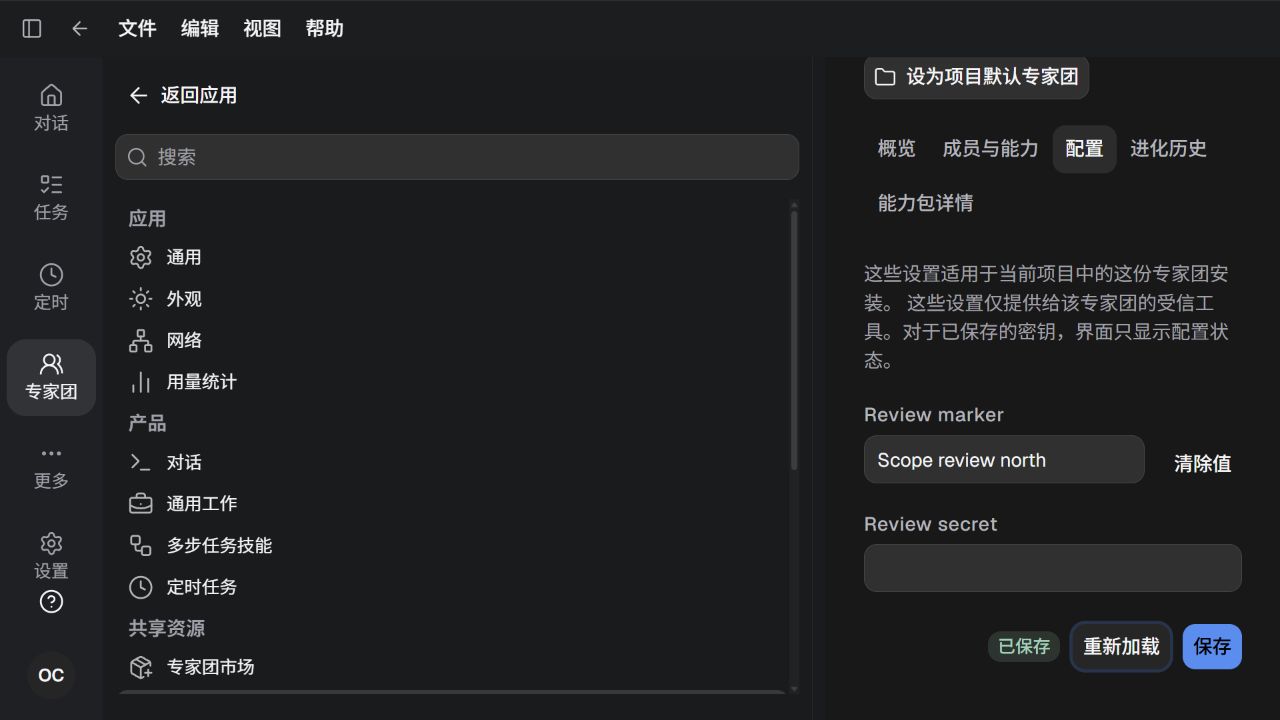 文件 编辑 视图 帮助
对话
任务
定时
专家团
更多
设置
OC
返回应用
搜索
应用
通用
外观
网络
用量统计
产品
对话
通用工作
多步任务技能
定时任务
共享资源
专家团市场
设为项目默认专家团
概览 成员与能力 配置 进化历史
能力包详情
这些设置适用于当前项目中的这份专家团安
装。 这些设置仅提供给该专家团的受信工
具。对于已保存的密钥，界面只显示配置状
态。
Review marker
Scope review north 清除值
Review secret
已保存 重新加载 保存